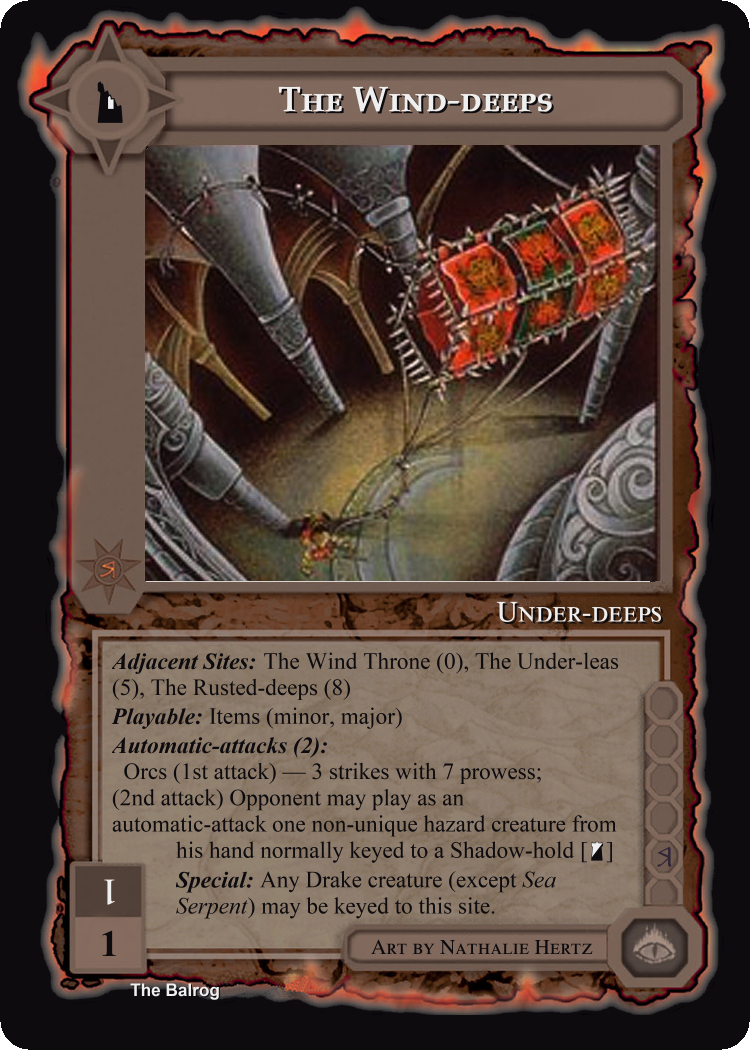 The Wind-deeps
Under-deeps
Adjacent Sites: The Wind Throne (0), The Under-leas
(5), The Rusted-deeps (8)
Playable: Items (minor, major)
Automatic-attacks (2):
Orcs (1st attack) — 3 strikes with 7 prowess;
(2nd attack) Opponent may play as an
automatic-attack one non-unique hazard creature from
his hand normally keyed to a Shadow-hold [ ]
Special: Any Drake creature (except Sea
Serpent) may be keyed to this site.
1
1
Art by Nathalie Hertz
The Balrog